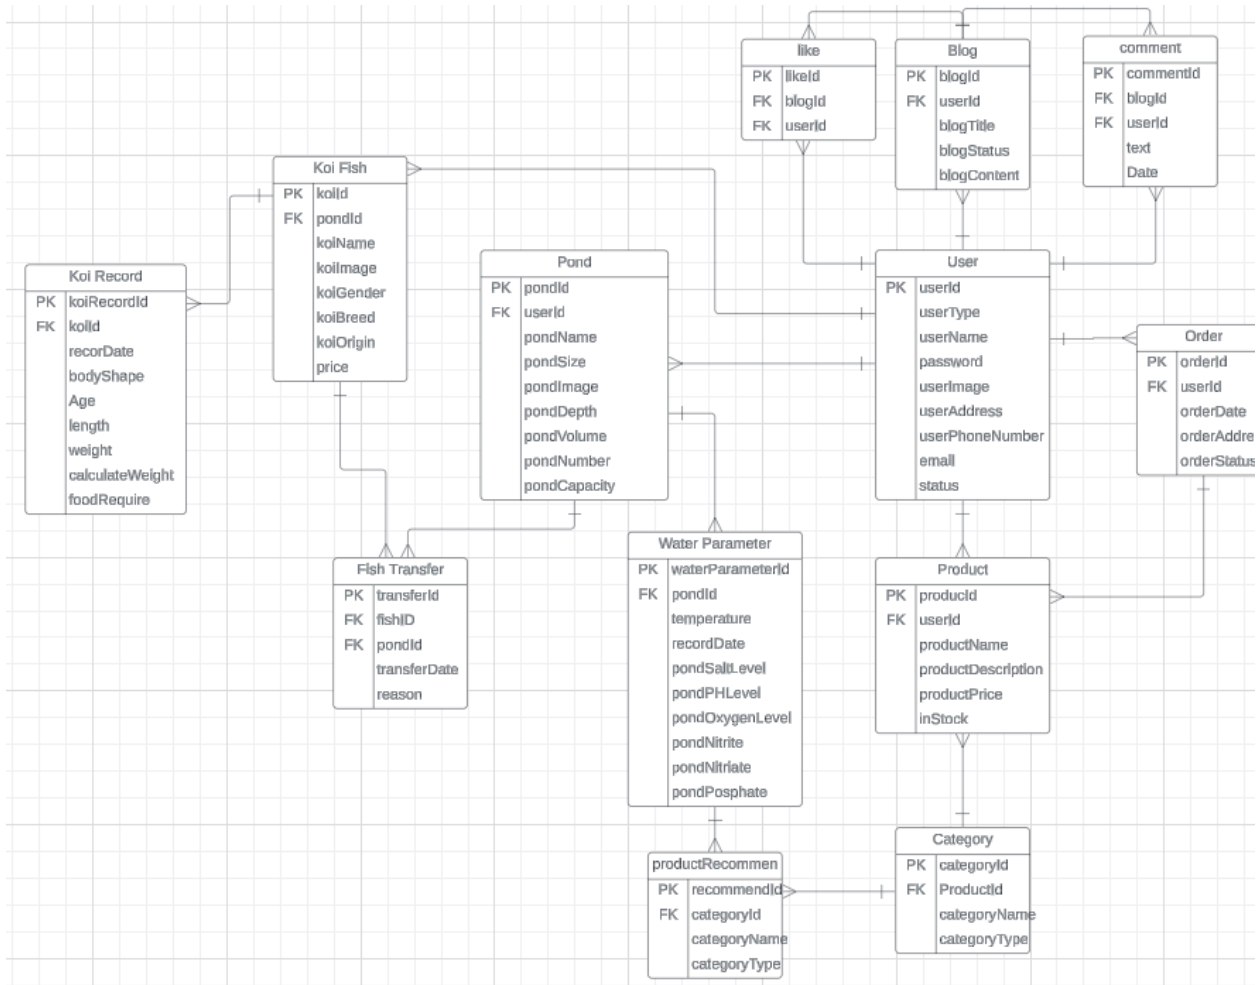 like
PK likeId
FK blogId
FK userId
Blog
PK blogId
FK userId
blogTitle
blogStatus
blogContent
comment
PK commentId
FK blogId
FK userId
text
Date
Koi Fish
PK koiId
FK pondId
koiName
koiImage
koiGender
koiBreed
koiOrigin
price
Koi Record
PK koiRecordId
FK koiId
recorDate
bodyShape
Age
length
weight
calculateWeight
foodRequire
Pond
PK pondId
FK userId
pondName
pondSize
pondImage
pondDepth
pondVolume
pondNumber
pondCapacity
User
PK userId
userType
userName
password
userImage
userAddress
userPhoneNumber
email
status
Order
PK orderId
FK userId
orderDate
orderAddre
orderStatus
Fish Transfer
PK transferId
FK fishID
FK pondId
transferDate
reason
Water Parameter
PK waterParameterId
FK pondId
temperature
recordDate
pondSaltLevel
pondPHLevel
pondOxygenLevel
pondNitrite
pondNitriate
pondPosphate
Product
PK producId
FK userId
productName
productDescription
productPrice
inStock
productRecommen
PK recommendId
FK categoryId
categoryName
categoryType
Category
PK categoryId
FK ProductId
categoryName
categoryType